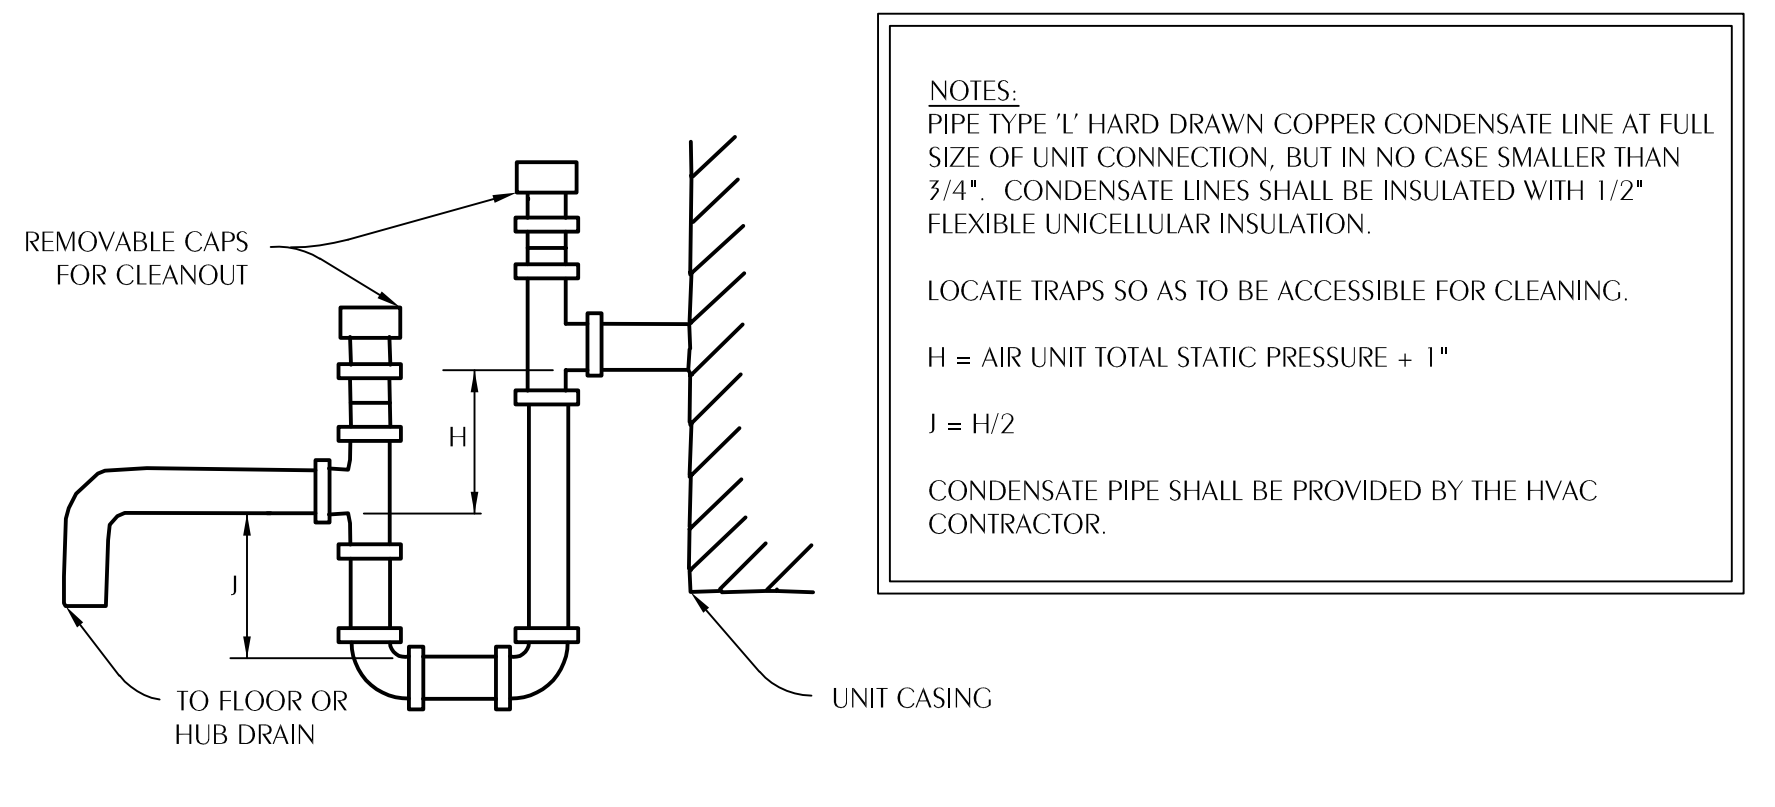 REMOVABLE CAPS
FOR CLEANOUT
H
J
TO FLOOR OR
HUB DRAIN
UNIT CASING
NOTES:
PIPE TYPE 'L' HARD DRAWN COPPER CONDENSATE LINE AT FULL
SIZE OF UNIT CONNECTION, BUT IN NO CASE SMALLER THAN
3/4". CONDENSATE LINES SHALL BE INSULATED WITH 1/2"
FLEXIBLE UNICELLULAR INSULATION.
LOCATE TRAPS SO AS TO BE ACCESSIBLE FOR CLEANING.
H = AIR UNIT TOTAL STATIC PRESSURE + 1"
J = H/2
CONDENSATE PIPE SHALL BE PROVIDED BY THE HVAC
CONTRACTOR.